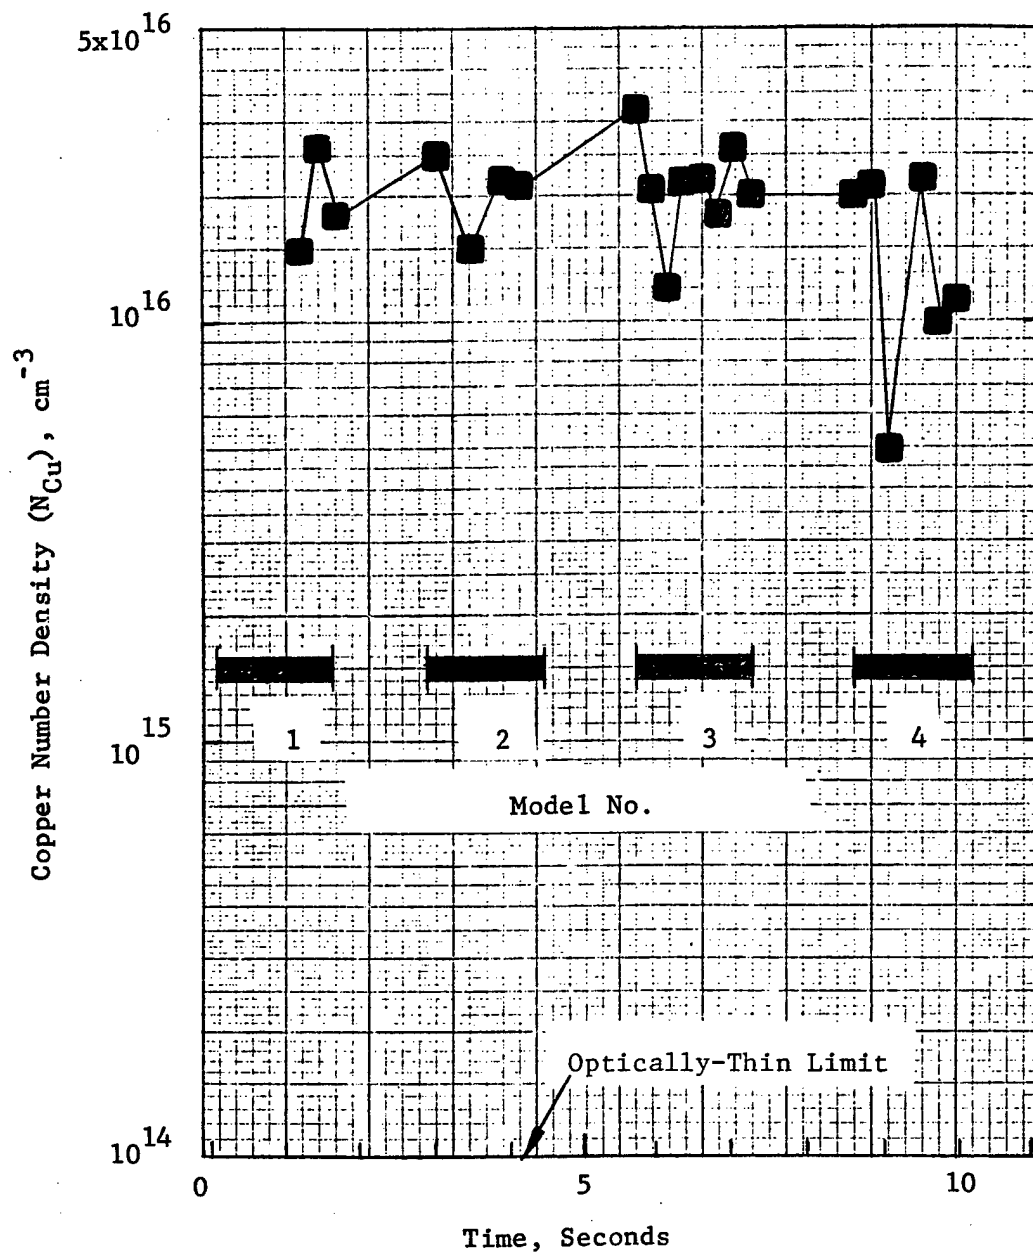 5x10^16
10^16
10^15
10^14
Copper Number Density (N_Cu), cm^-3
1 2 3 4
Model No.
Optically-Thin Limit
0 5 10
Time, Seconds